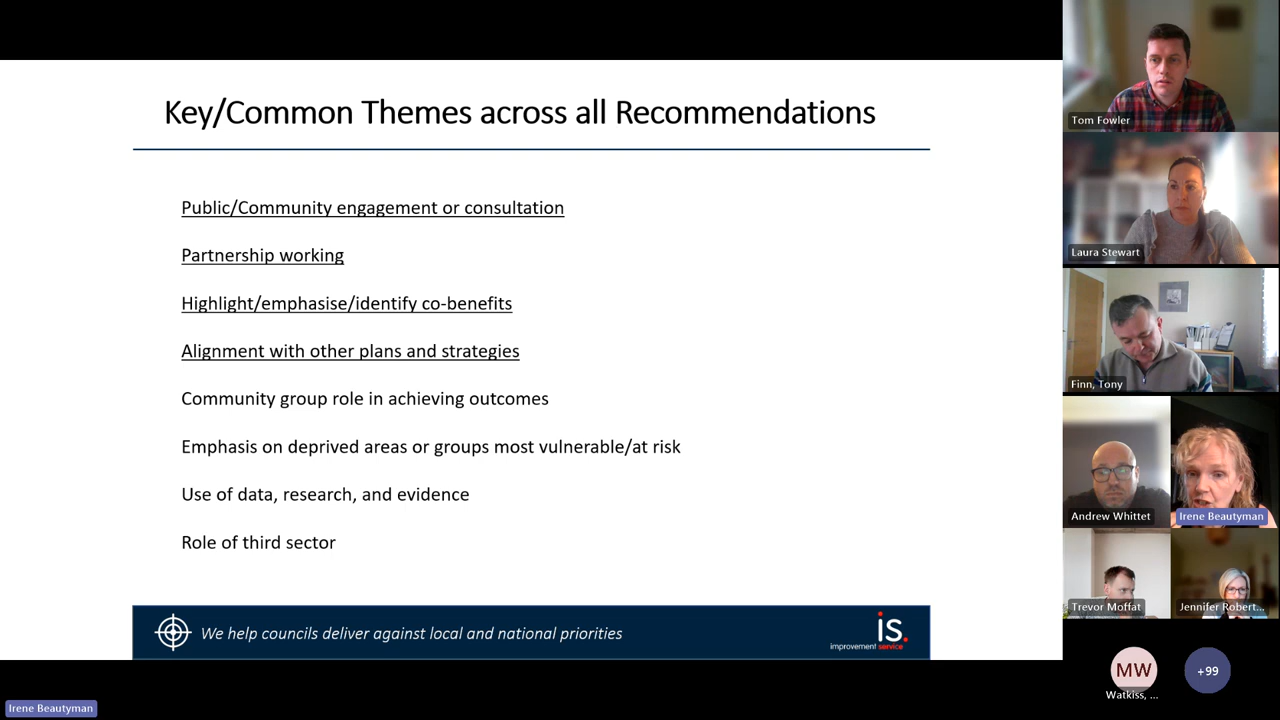 Key/Common Themes across all Recommendations
Public/Community engagement or consultation
Partnership working
Highlight/emphasise/identify co-benefits
Alignment with other plans and strategies
Community group role in achieving outcomes
Emphasis on deprived areas or groups most vulnerable/at risk
Use of data, research, and evidence
Role of third sector
We help councils deliver against local and national priorities
is.
improvement service
Tom Fowler
Laura Stewart
Finn, Tony
Andrew Whittet
Irene Beautyman
Trevor Moffat
Jennifer Robert...
MW
Watkiss, ...
+99
Irene Beautyman